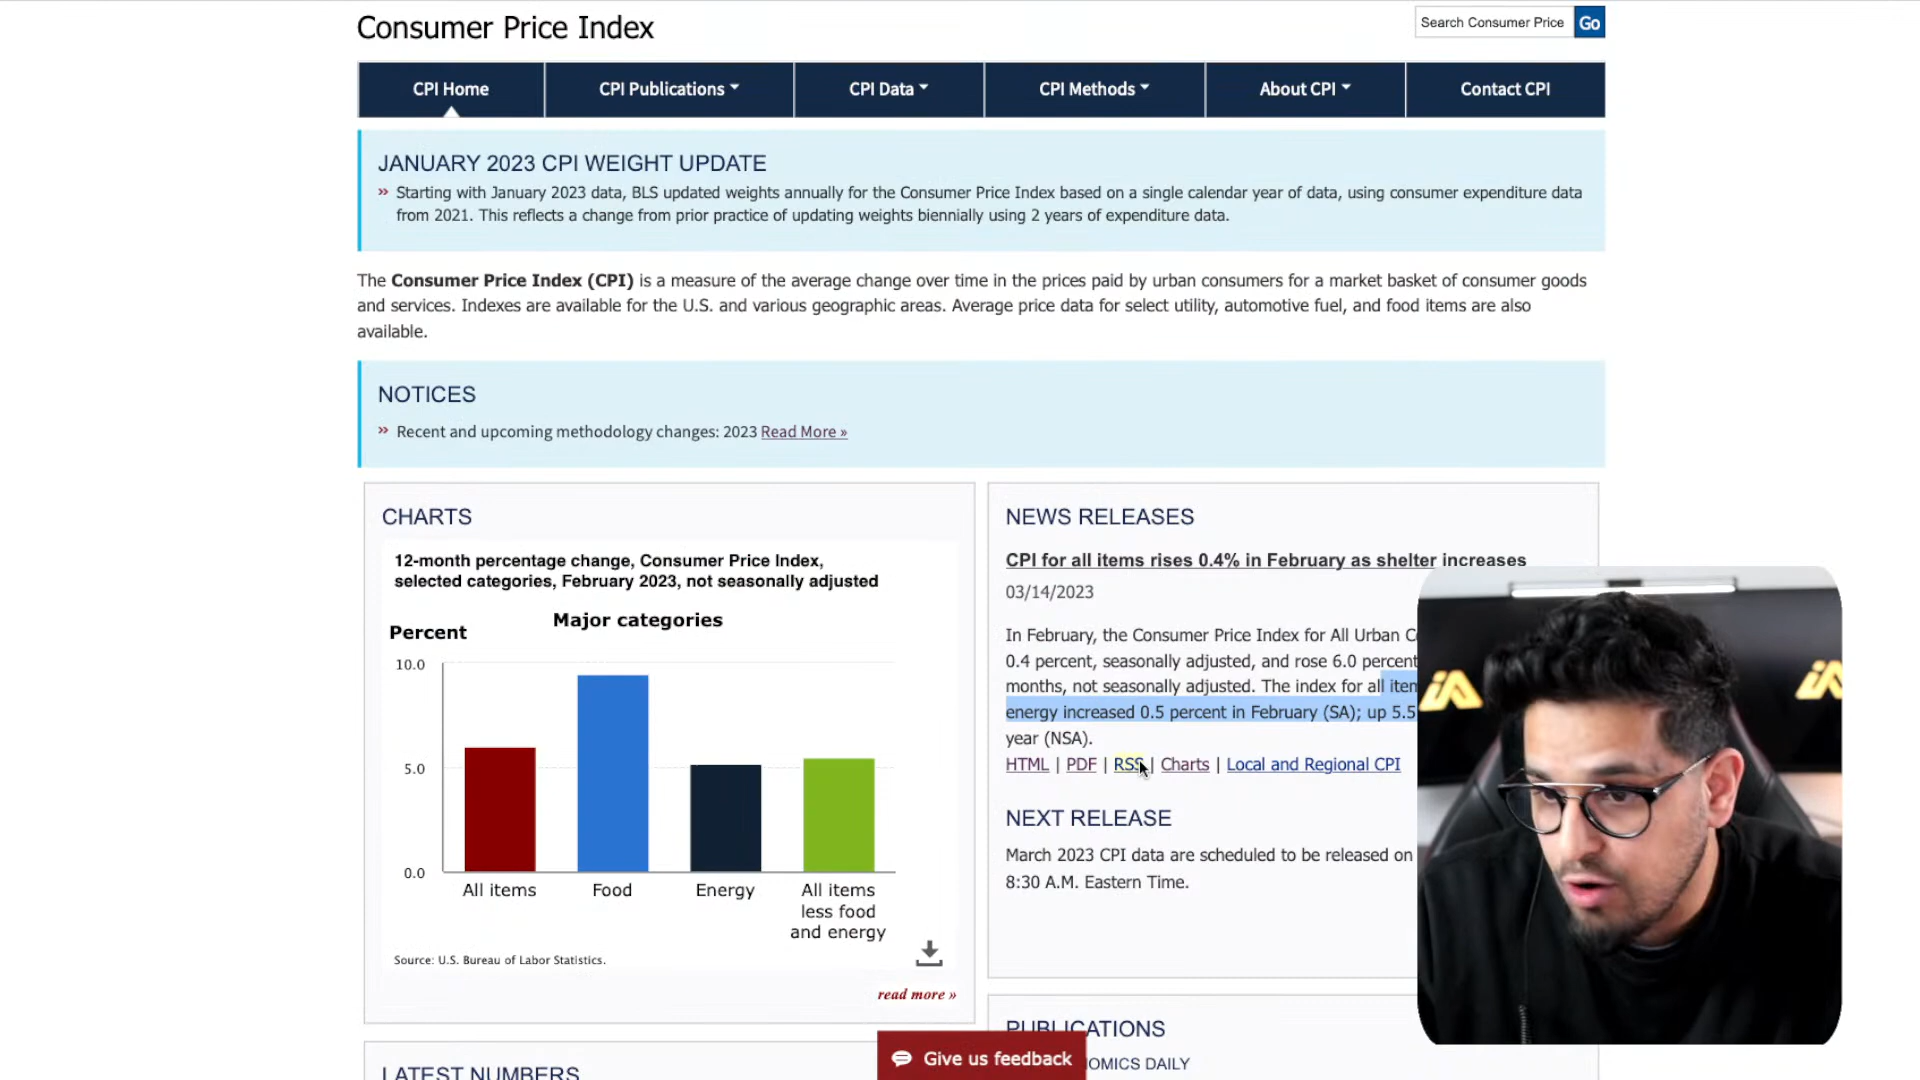 Consumer Price Index
Search Consumer Price
Go
CPI Home
CPI Publications
CPI Data
CPI Methods
About CPI
Contact CPI
JANUARY 2023 CPI WEIGHT UPDATE
» Starting with January 2023 data, BLS updated weights annually for the Consumer Price Index based on a single calendar year of data, using consumer expenditure data
from 2021. This reflects a change from prior practice of updating weights biennially using 2 years of expenditure data.
The Consumer Price Index (CPI) is a measure of the average change over time in the prices paid by urban consumers for a market basket of consumer goods
and services. Indexes are available for the U.S. and various geographic areas. Average price data for select utility, automotive fuel, and food items are also
available.
NOTICES
» Recent and upcoming methodology changes: 2023 Read More »
CHARTS
12-month percentage change, Consumer Price Index,
selected categories, February 2023, not seasonally adjusted
Major categories
Percent
10.0
5.0
0.0
All items
Food
Energy
All items
less food
and energy
Source: U.S. Bureau of Labor Statistics.
read more »
LATEST NUMBERS
NEWS RELEASES
CPI for all items rises 0.4% in February as shelter increases
03/14/2023
In February, the Consumer Price Index for All Urban
0.4 percent, seasonally adjusted, and rose 6.0 percent
months, not seasonally adjusted. The index for all
energy increased 0.5 percent in February (SA); up 5.5
year (NSA).
HTML | PDF | RSS | Charts | Local and Regional CPI
NEXT RELEASE
March 2023 CPI data are scheduled to be released on
8:30 A.M. Eastern Time.
PUBLICATIONS
DAILY
Give us feedback
iA
iA